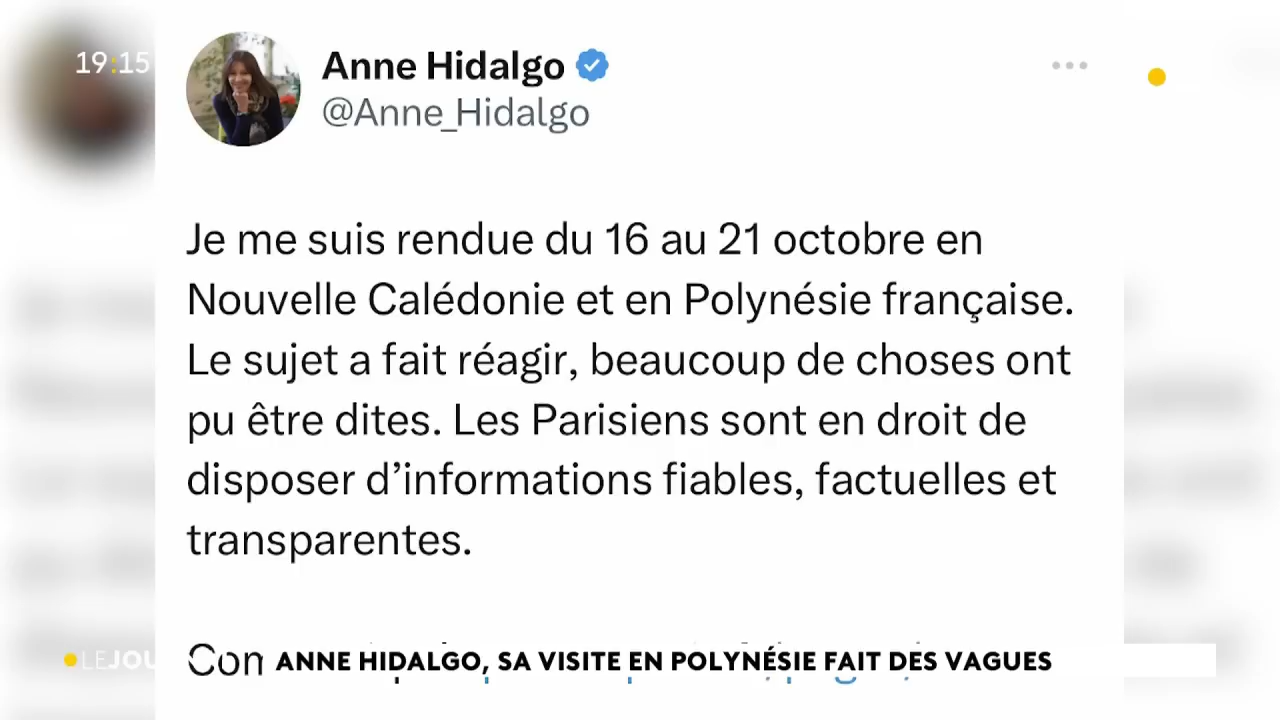 19:15
Anne Hidalgo
@Anne_Hidalgo
Je me suis rendue du 16 au 21 octobre en
Nouvelle Calédonie et en Polynésie française.
Le sujet a fait réagir, beaucoup de choses ont
pu être dites. Les Parisiens sont en droit de
disposer d’informations fiables, factuelles et
transparentes.
LEJOU
Con
ANNE HIDALGO, SA VISITE EN POLYNÉSIE FAIT DES VAGUES